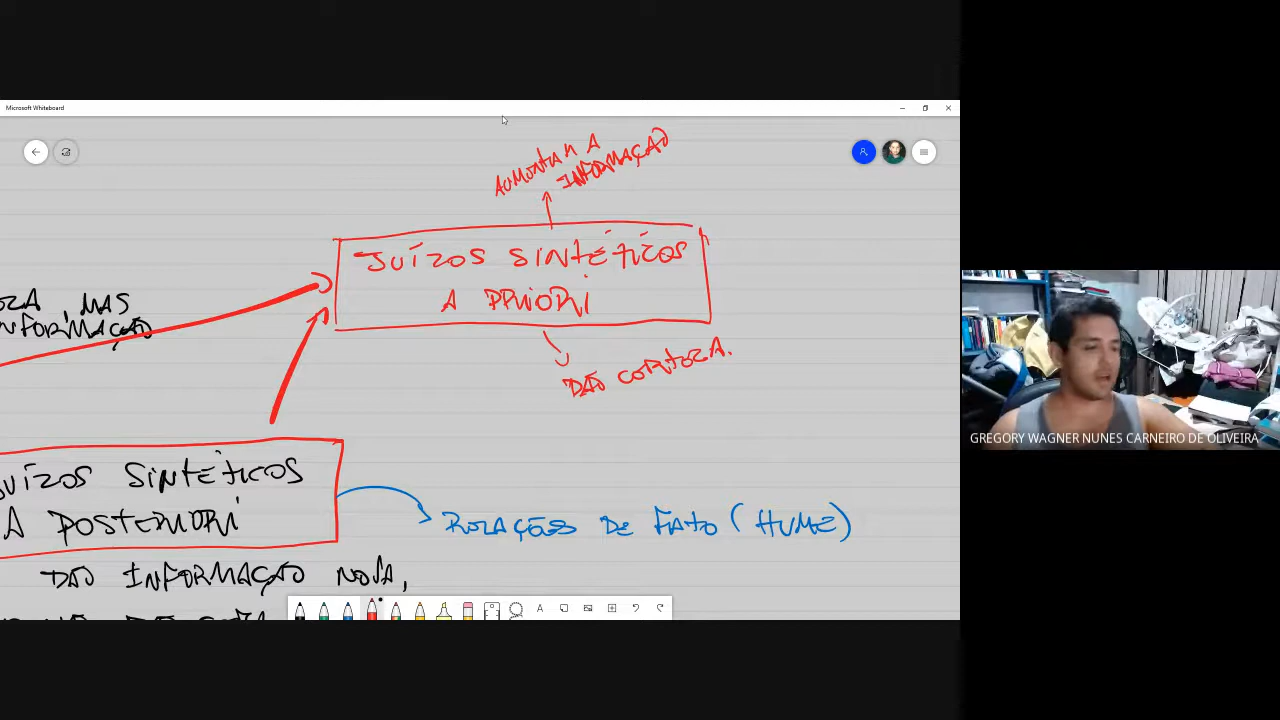 Microsoft Whiteboard
AUMENTAM A
INFORMAÇÃO
JUÍZOS SINTÉTICOS
A PRIORI
MAS
INFORMAÇÃO
DÃO CERTEZA.
JUÍZOS SINTÉTICOS
A POSTERIORI
RELAÇÕES DE FATO (HUME)
DÃO INFORMAÇÃO NOVA,
GREGORY WAGNER NUNES CARNEIRO DE OLIVEIRA